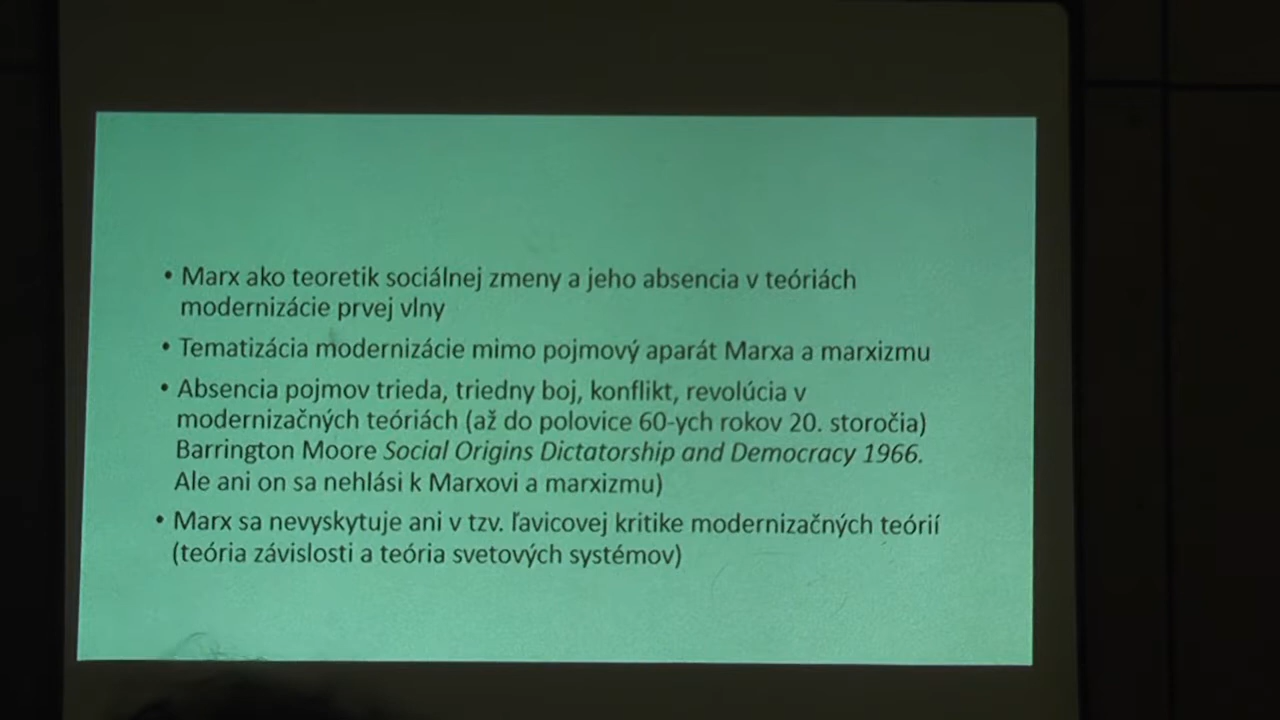 • Marx ako teoretik sociálnej zmeny a jeho absencia v teóriách
modernizácie prvej vlny
• Tematizácia modernizácie mimo pojmový aparát Marxa a marxizmu
• Absencia pojmov trieda, triedny boj, konflikt, revolúcia v
modernizačných teóriách (až do polovice 60-ych rokov 20. storočia)
Barrington Moore Social Origins Dictatorship and Democracy 1966.
Ale ani on sa nehlási k Marxovi a marxizmu)
• Marx sa nevyskytuje ani v tzv. ľavicovej kritike modernizačných teórií
(teória závislosti a teória svetových systémov)